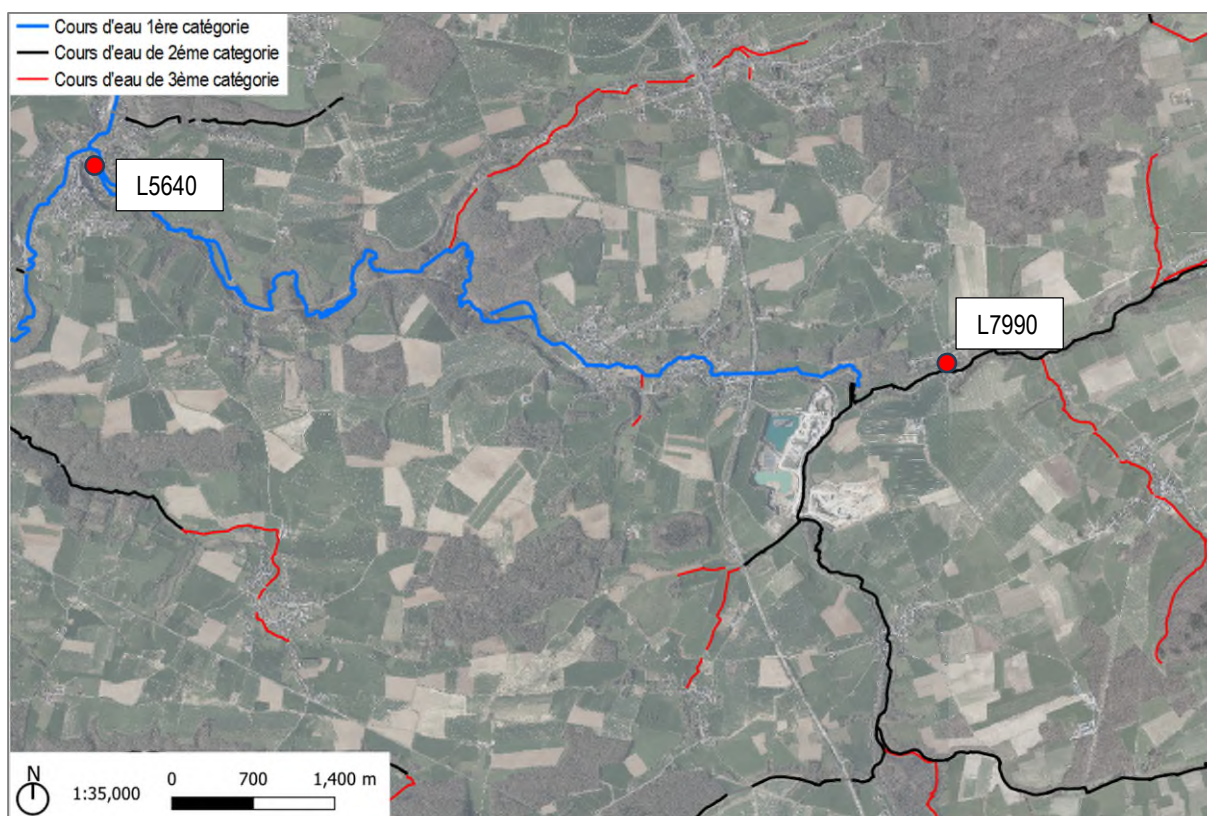 Cours d'eau 1ère catégorie
Cours d'eau de 2éme categorie
Cours d'eau de 3ème catégorie
L5640
L7990
N
1:35,000
0 700 1,400 m